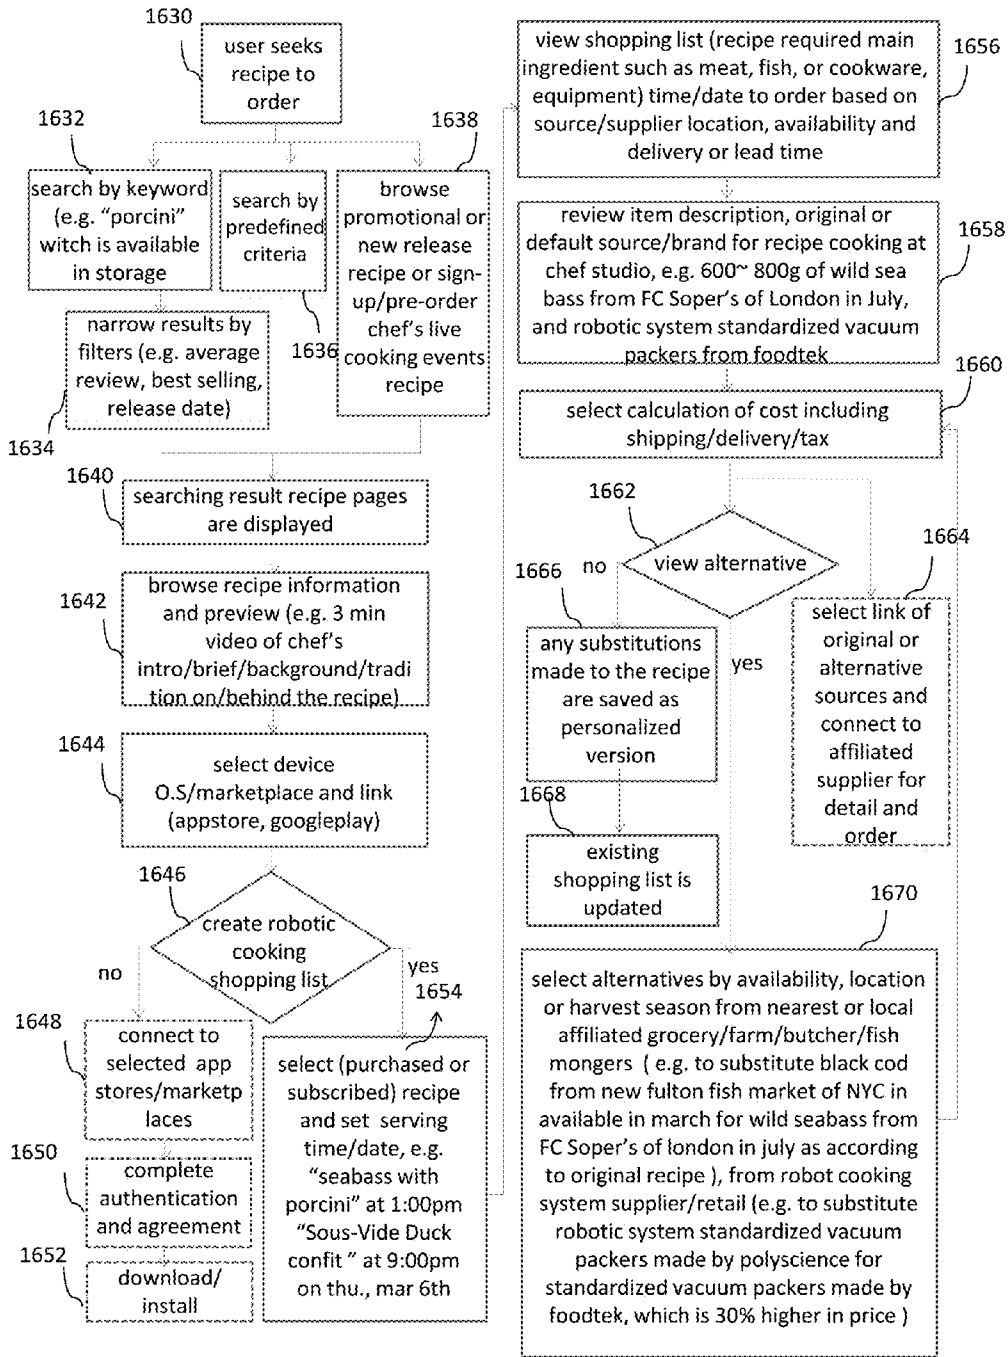 1630
user seeks
recipe to
order
1632
search by keyword
(e.g. “porcini”
witch is available
in storage
search by
predefined
criteria
1636
1638
browse
promotional or
new release
recipe or sign-
up/pre-order
chef’s live
cooking events
recipe
narrow results by
filters (e.g. average
review, best selling,
release date)
1634
1640
searching result recipe pages
are displayed
1642
browse recipe information
and preview (e.g. 3 min
video of chef’s
intro/brief/background/tradi
tion on/behind the recipe)
1644
select device
O.S/marketplace and link
(appstore, googleplay)
1646
create robotic
cooking
shopping list
no
yes
1648
connect to
selected app
stores/marketp
laces
1650
complete
authentication
and agreement
1652
download/
install
1654
select (purchased or
subscribed) recipe
and set serving
time/date, e.g.
“seabass with
porcini” at 1:00pm
“Sous-Vide Duck
confit ” at 9:00pm
on thu., mar 6th
1656
view shopping list (recipe required main
ingredient such as meat, fish, or cookware,
equipment) time/date to order based on
source/supplier location, availability and
delivery or lead time
1658
review item description, original or
default source/brand for recipe cooking at
chef studio, e.g. 600~ 800g of wild sea
bass from FC Soper’s of London in July,
and robotic system standardized vacuum
packers from foodtek
1660
select calculation of cost including
shipping/delivery/tax
1662
view alternative
no
yes
1664
select link of
original or
alternative
sources and
connect to
affiliated
supplier for
detail and
order
1666
any substitutions
made to the recipe
are saved as
personalized
version
1668
existing
shopping list is
updated
1670
select alternatives by availability, location
or harvest season from nearest or local
affiliated grocery/farm/butcher/fish
mongers ( e.g. to substitute black cod
from new fulton fish market of NYC in
available in march for wild seabass from
FC Soper’s of london in july as according
to original recipe ), from robot cooking
system supplier/retail (e.g. to substitute
robotic system standardized vacuum
packers made by polyscience for
standardized vacuum packers made by
foodtek, which is 30% higher in price )